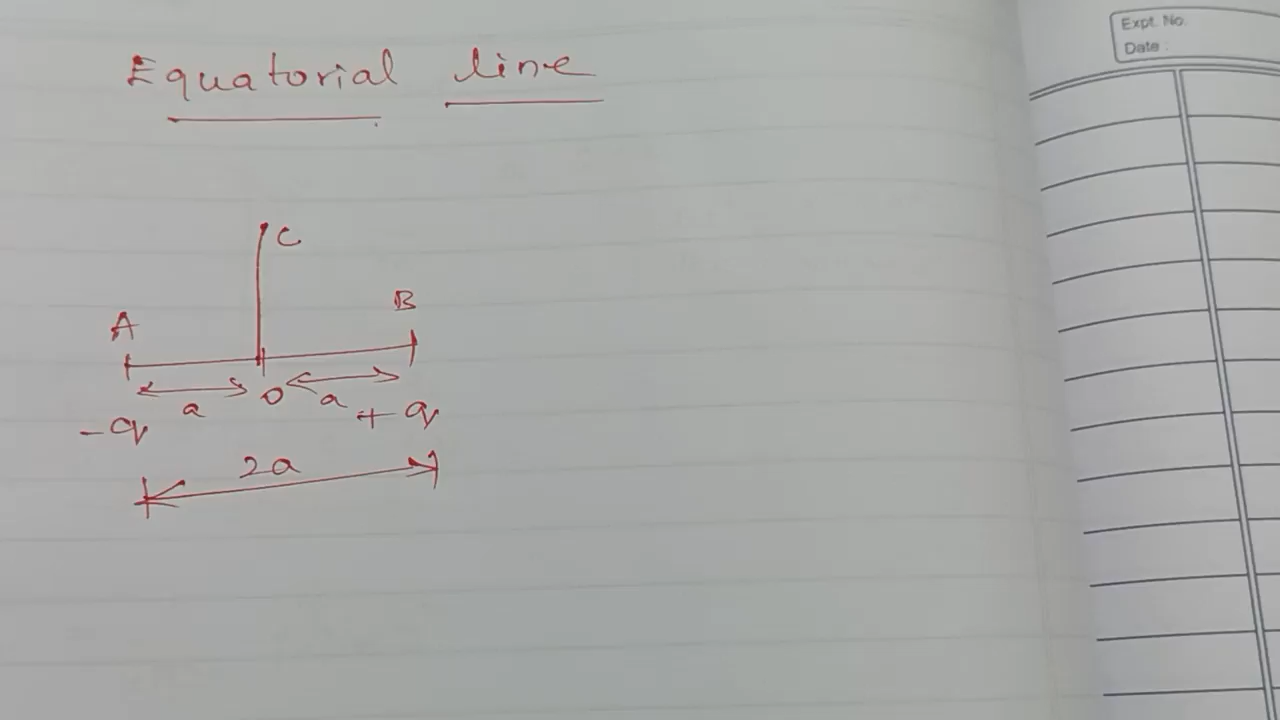 Equatorial line
Expt. No.
Date :
C
A
B
a
O
a
-q
+q
2a